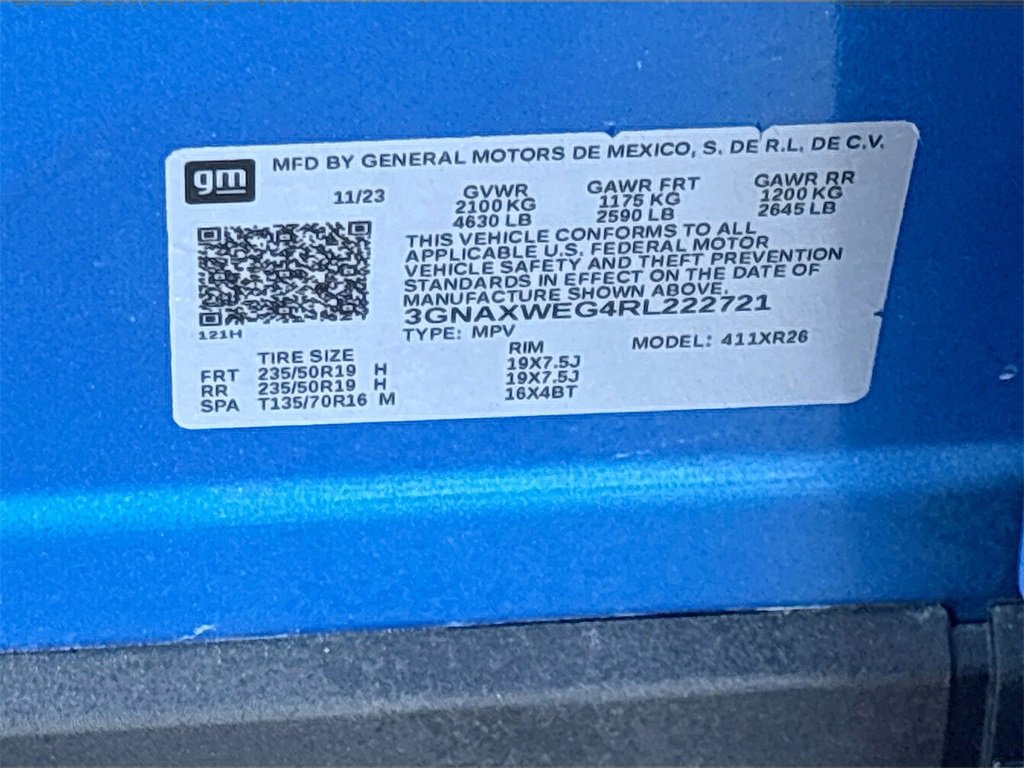 gm MFD BY GENERAL MOTORS DE MEXICO, S. DE R.L. DE C.V.
11/23 GVWR GAWR FRT GAWR RR
2100 KG 1175 KG 1200 KG
4630 LB 2590 LB 2645 LB
THIS VEHICLE CONFORMS TO ALL
APPLICABLE U.S. FEDERAL MOTOR
VEHICLE SAFETY AND THEFT PREVENTION
STANDARDS IN EFFECT ON THE DATE OF
MANUFACTURE SHOWN ABOVE.
3GNAXWEG4RL222721
121H TYPE: MPV MODEL: 411XR26
TIRE SIZE RIM
FRT 235/50R19 H 19X7.5J
RR 235/50R19 H 19X7.5J
SPA T135/70R16 M 16X4BT